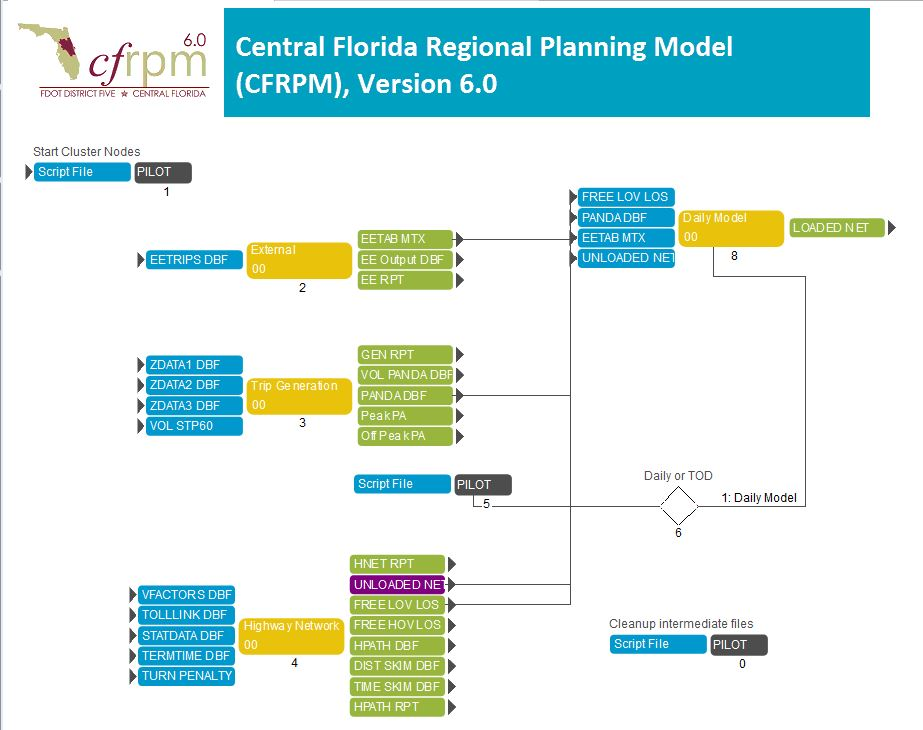 6.0
cfrpm
FDOT DISTRICT FIVE ★ CENTRAL FLORIDA
Central Florida Regional Planning Model
(CFRPM), Version 6.0
Start Cluster Nodes
Script File
PILOT
1
EETRIPS DBF
External
00
2
EETAB MTX
EE Output DBF
EE RPT
FREE LOV LOS
PANDA DBF
EETAB MTX
UNLOADED NET
Daily Model
00
8
LOADED NET
ZDATA1 DBF
ZDATA2 DBF
ZDATA3 DBF
VOL STP60
Trip Generation
00
3
GEN RPT
VOL PANDA DBF
PANDA DBF
Peak PA
Off Peak PA
Script File
PILOT
5
Daily or TOD
1: Daily Model
6
VFACTORS DBF
TOLLLINK DBF
STATDATA DBF
TERMTIME DBF
TURN PENALTY
Highway Network
00
4
HNET RPT
UNLOADED NET
FREE LOV LOS
FREE HOV LOS
HPATH DBF
DIST SKIM DBF
TIME SKIM DBF
HPATH RPT
Cleanup intermediate files
Script File
PILOT
0